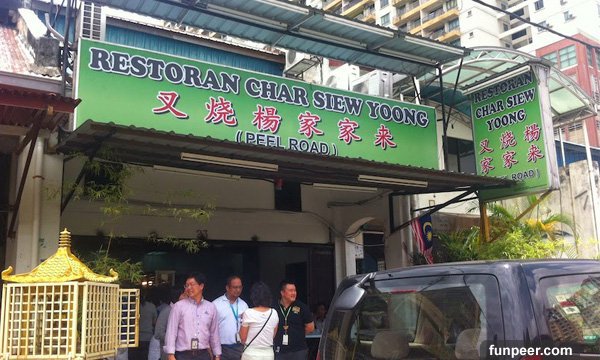 RESTORAN CHAR SIEW YOONG
叉烧楊家家来
( PEEL ROAD )
RESTORAN
CHAR SIEW
YOONG
叉烧楊
家家来
(PEEL ROAD)
funpeer.com